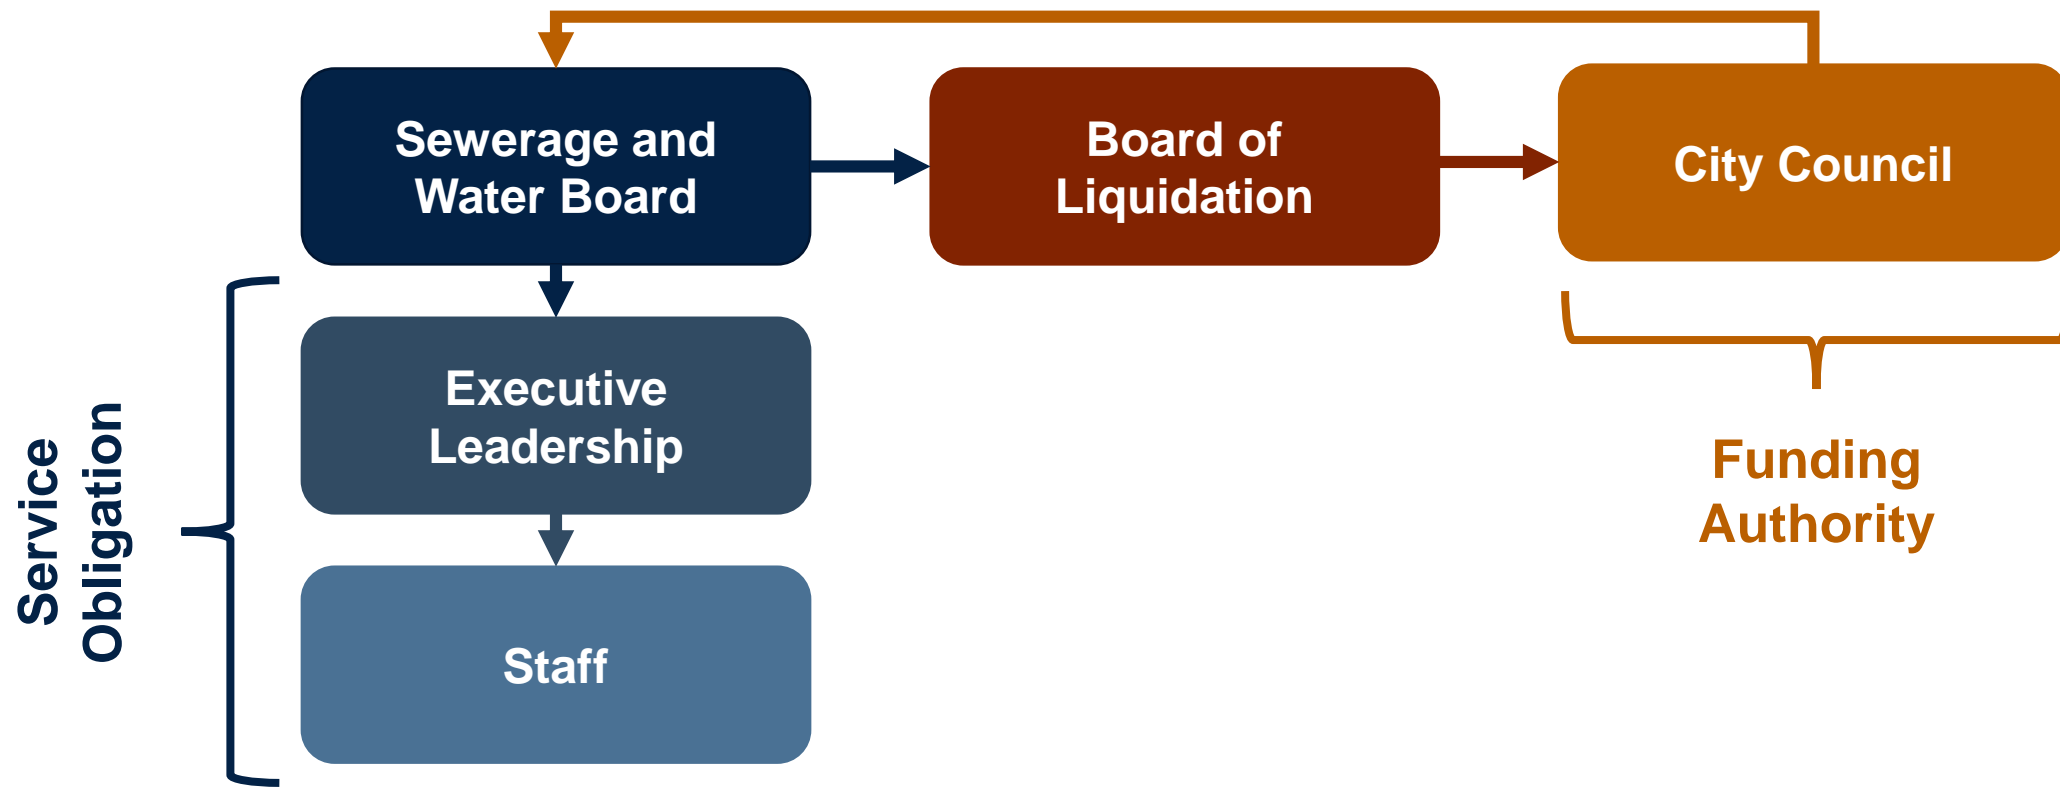 Sewerage and
Water Board
Board of
Liquidation
City Council
Executive
Leadership
Staff
Service
Obligation
Funding
Authority